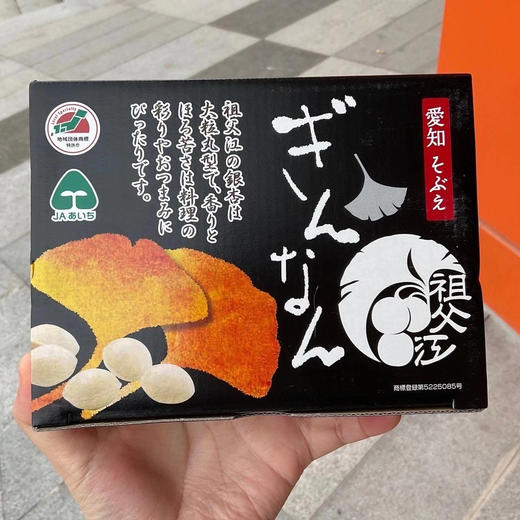 愛知 そぶえ
ぎんなん
祖父江
商標登録第5225085号
祖父江の銀杏は
大粒丸型で、香りと
ほろ苦さは料理の
彩りやおつまみに
ぴったりです。
地域団体商標
特許庁
JAあいち